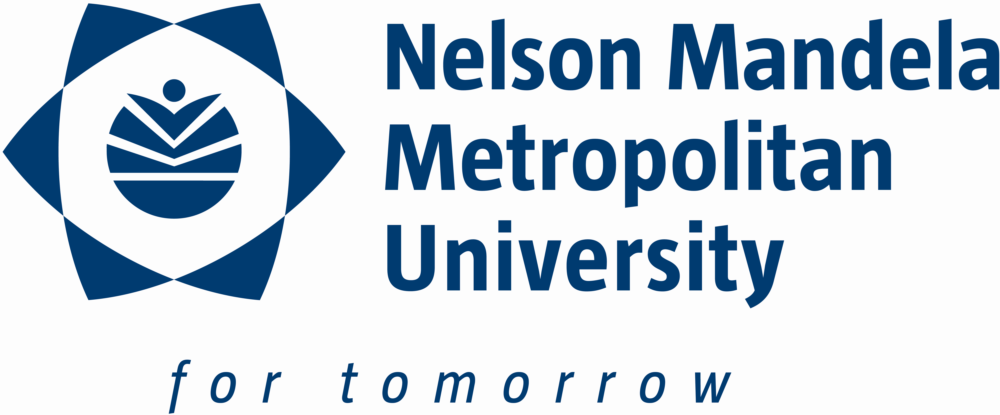 Nelson Mandela
Metropolitan
University
for tomorrow